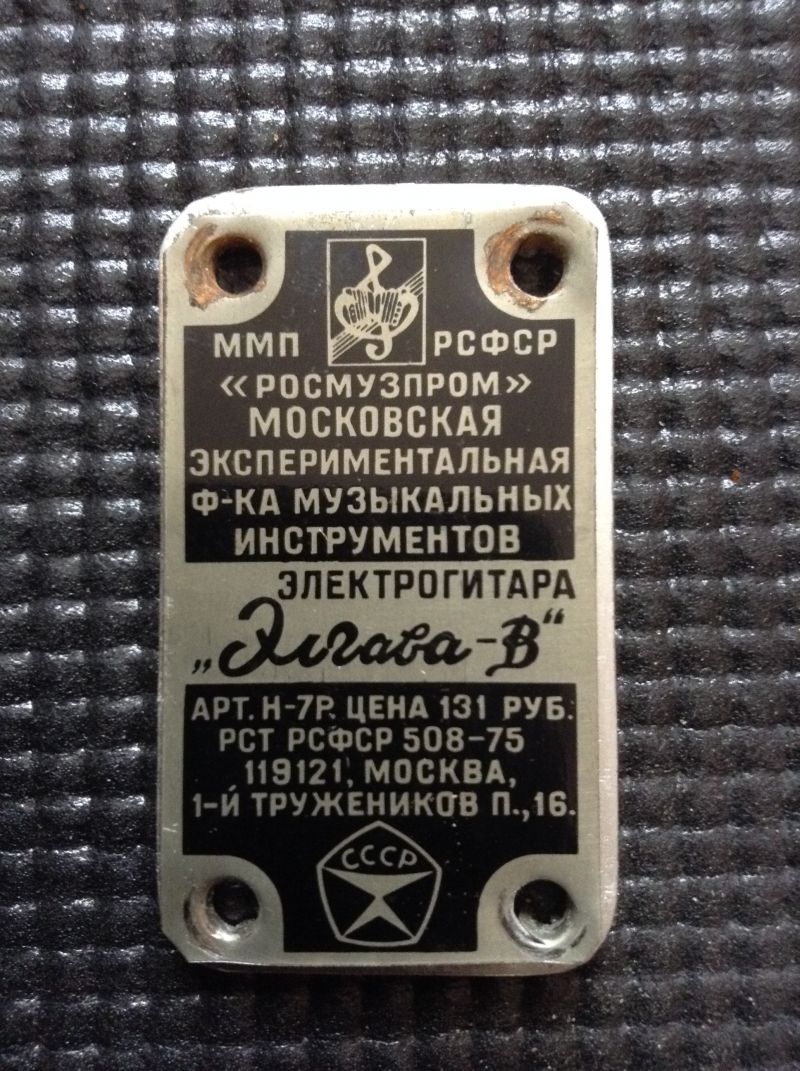 ММП РСФСР
«РОСМУЗПРОМ»
МОСКОВСКАЯ
ЭКСПЕРИМЕНТАЛЬНАЯ
Ф-КА МУЗЫКАЛЬНЫХ
ИНСТРУМЕНТОВ
ЭЛЕКТРОГИТАРА
„Элгава-В“
АРТ. Н-7Р. ЦЕНА 131 РУБ.
РСТ РСФСР 508-75
119121, МОСКВА,
1-Й ТРУЖЕНИКОВ П., 16.
СССР